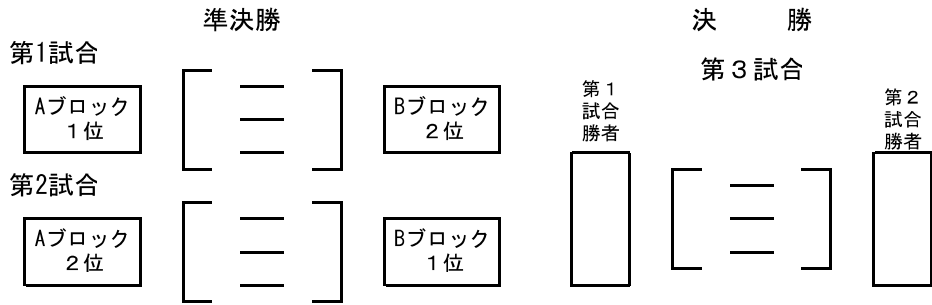 準決勝
第1試合
Aブロック
1位
Bブロック
2位
第2試合
Aブロック
2位
Bブロック
1位
決　勝
第３試合
第１
試合
勝者
第２
試合
勝者